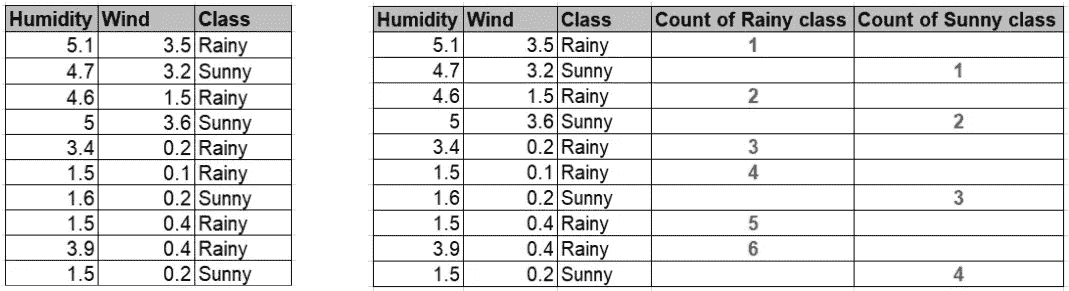 Humidity Wind Class
5.1 3.5 Rainy
4.7 3.2 Sunny
4.6 1.5 Rainy
5 3.6 Sunny
3.4 0.2 Rainy
1.5 0.1 Rainy
1.6 0.2 Sunny
1.5 0.4 Rainy
3.9 0.4 Rainy
1.5 0.2 Sunny
Humidity Wind Class Count of Rainy class Count of Sunny class
5.1 3.5 Rainy 1
4.7 3.2 Sunny 1
4.6 1.5 Rainy 2
5 3.6 Sunny 2
3.4 0.2 Rainy 3
1.5 0.1 Rainy 4
1.6 0.2 Sunny 3
1.5 0.4 Rainy 5
3.9 0.4 Rainy 6
1.5 0.2 Sunny 4